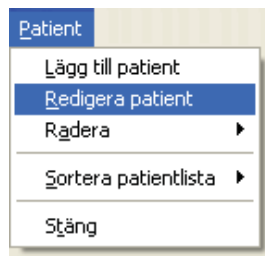 Patient
Lägg till patient
Redigera patient
Radera
Sortera patientlista
Stäng